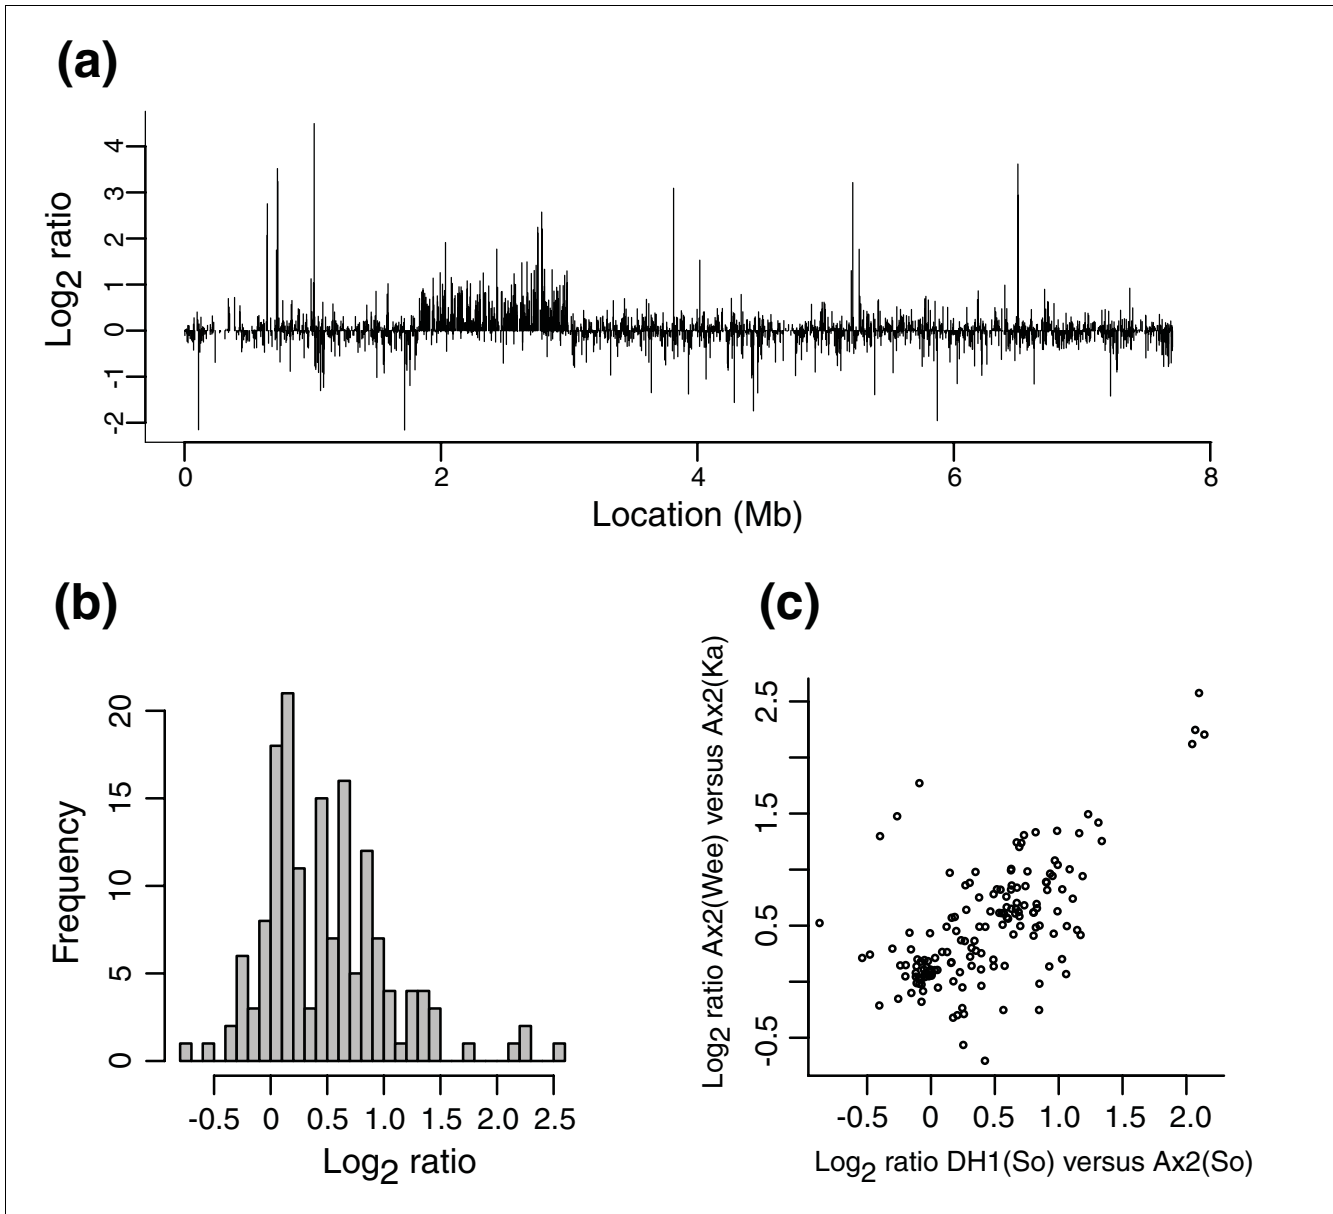 (a)
Log2 ratio
4
3
2
1
0
-1
-2
0 2 4 6 8
Location (Mb)
(b)
Frequency
20
15
10
5
0
-0.5 0 0.5 1.0 1.5 2.0 2.5
Log2 ratio
(c)
Log2 ratio Ax2(Wee) versus Ax2(Ka)
2.5
1.5
0.5
-0.5
-0.5 0 0.5 1.0 1.5 2.0
Log2 ratio DH1(So) versus Ax2(So)